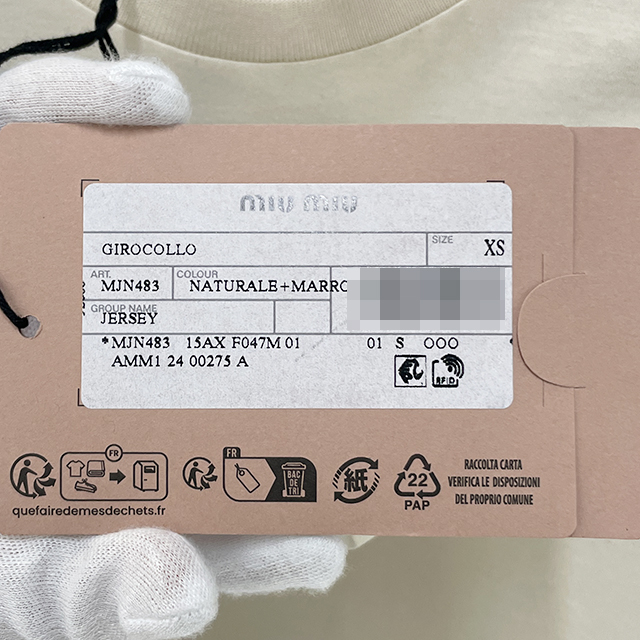 miu miu
GIROCOLLO
SIZE XS
ART. MJN483
COLOUR NATURALE+MARRO
GROUP NAME
JERSEY
*MJN483 15AX F047M 01 01 S OOO
AMM1 24 00275 A
RFID
FR
FR
BAC DE TRI
紙
22
PAP
quefairedemesdechets.fr
RACCOLTA CARTA
VERIFICA LE DISPOSIZIONI
DEL PROPRIO COMUNE